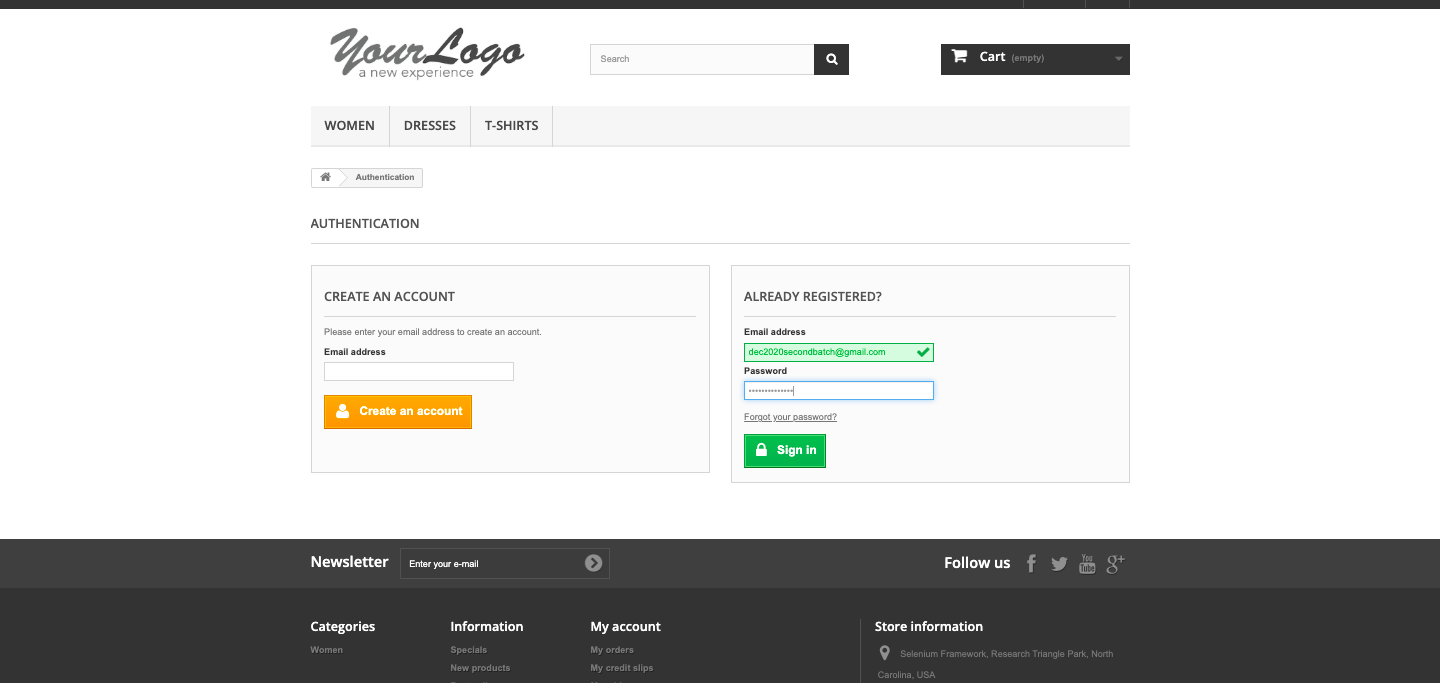 YourLogo
a new experience
Search
Cart (empty)
WOMEN DRESSES T-SHIRTS
Authentication
AUTHENTICATION
CREATE AN ACCOUNT
Please enter your email address to create an account.
Email address
Create an account
ALREADY REGISTERED?
Email address
dec2020secondbatch@gmail.com
Password
••••••••••••••
Forgot your password?
Sign in
Newsletter Enter your e-mail
Follow us
You
Tube
Categories
Women
Information
Specials
New products
My account
My orders
My credit slips
Store information
Selenium Framework, Research Triangle Park, North
Carolina, USA